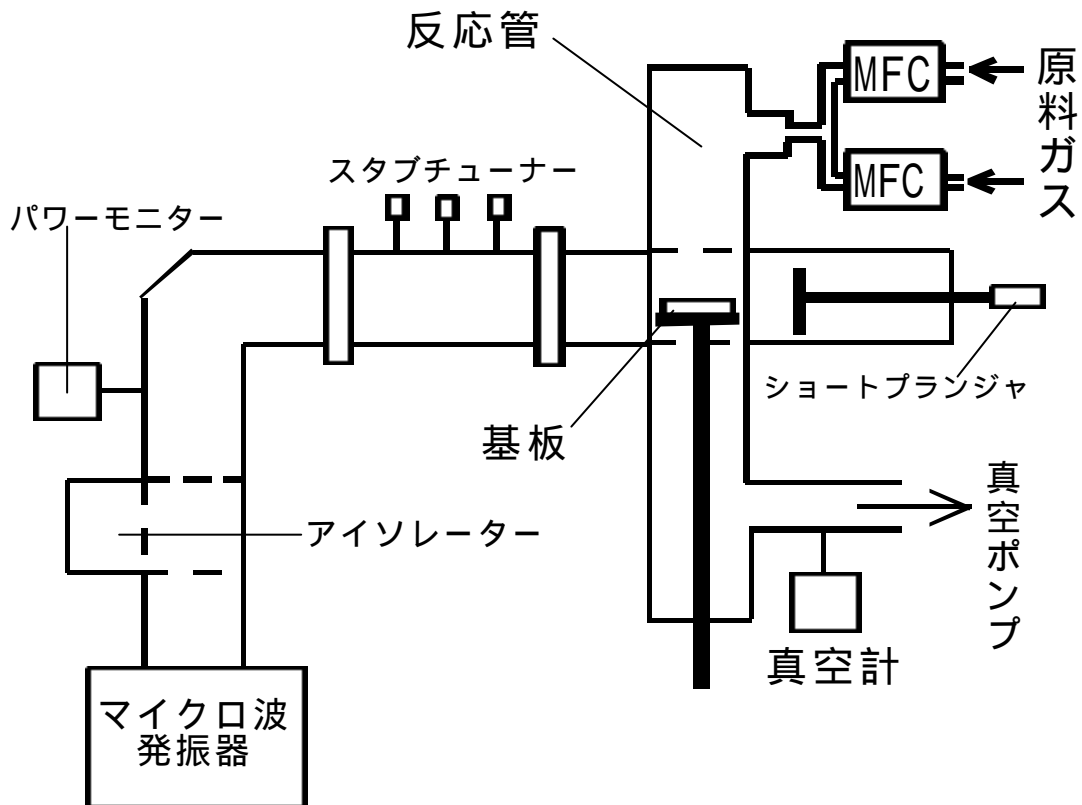 反応管
MFC
原料ガス
MFC
スタブチューナー
パワーモニター
ショートプランジャ
基板
真空ポンプ
アイソレーター
真空計
マイクロ波
発振器